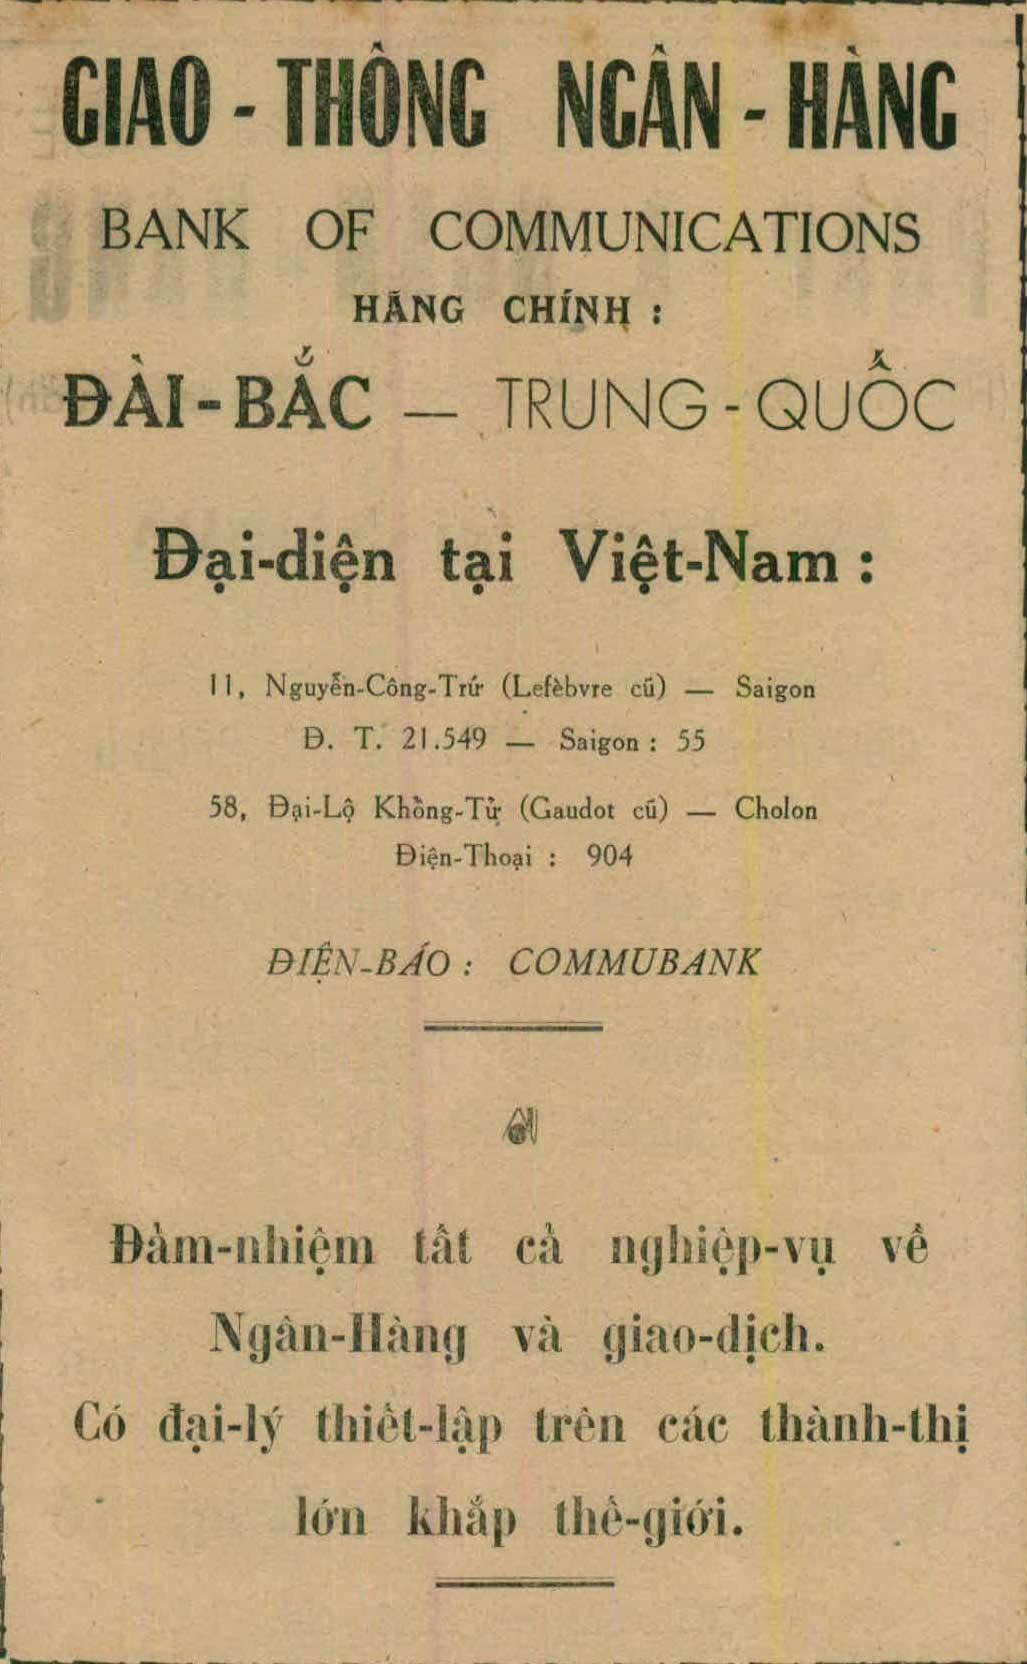 GIAO - THÔNG NGÂN - HÀNG
BANK OF COMMUNICATIONS
HÃNG CHÍNH :
ĐÀI - BẮC — TRUNG - QUỐC
Đại-diện tại Việt-Nam :
11, Nguyễn-Công-Trứ (Lefèbvre cũ) — Saigon
Đ. T. 21.549 — Saigon : 55
58, Đại-Lộ Khổng-Tử (Gaudot cũ) — Cholon
Điện-Thoại : 904
ĐIỆN-BÁO : COMMUBANK
Đảm-nhiệm tất cả nghiệp-vụ về
Ngân-Hàng và giao-dịch.
Có đại-lý thiết-lập trên các thành-thị
lớn khắp thế-giới.